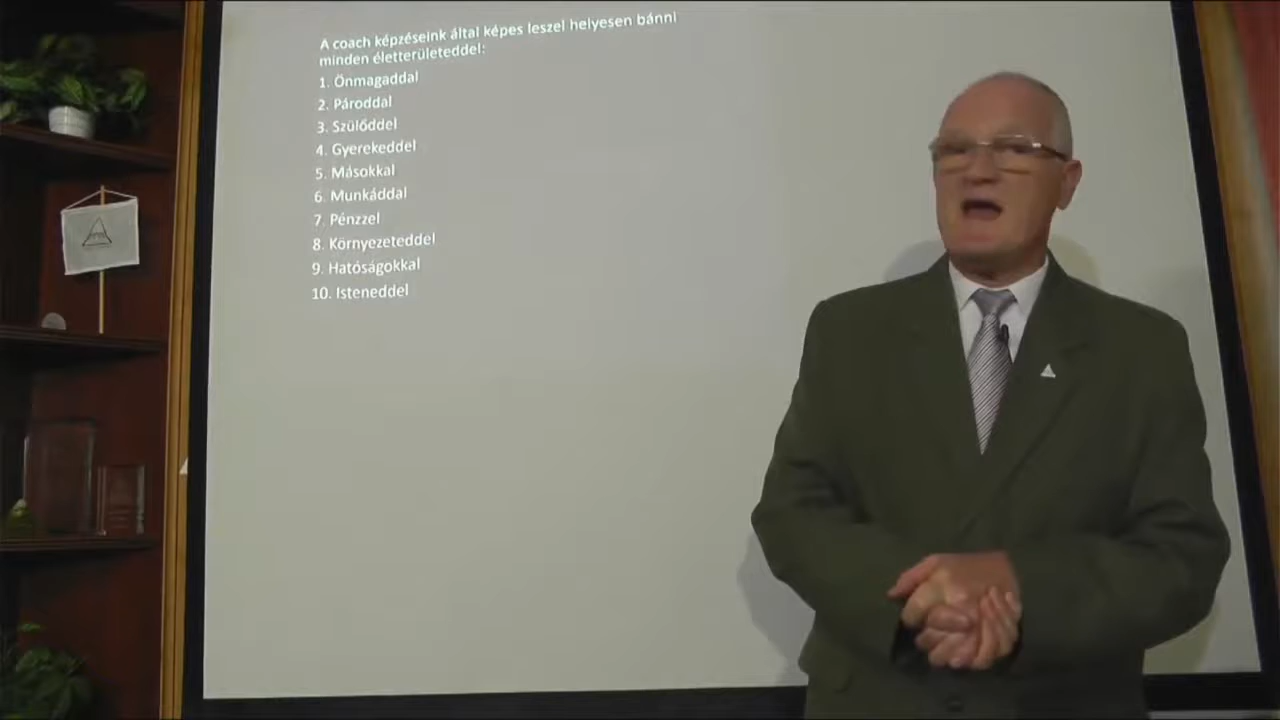 A coach képzéseink által képes leszel helyesen bánni
minden életterületeddel:
1. Önmagaddal
2. Pároddal
3. Szülőddel
4. Gyerekeddel
5. Másokkal
6. Munkáddal
7. Pénzzel
8. Környezeteddel
9. Hatóságokkal
10. Isteneddel